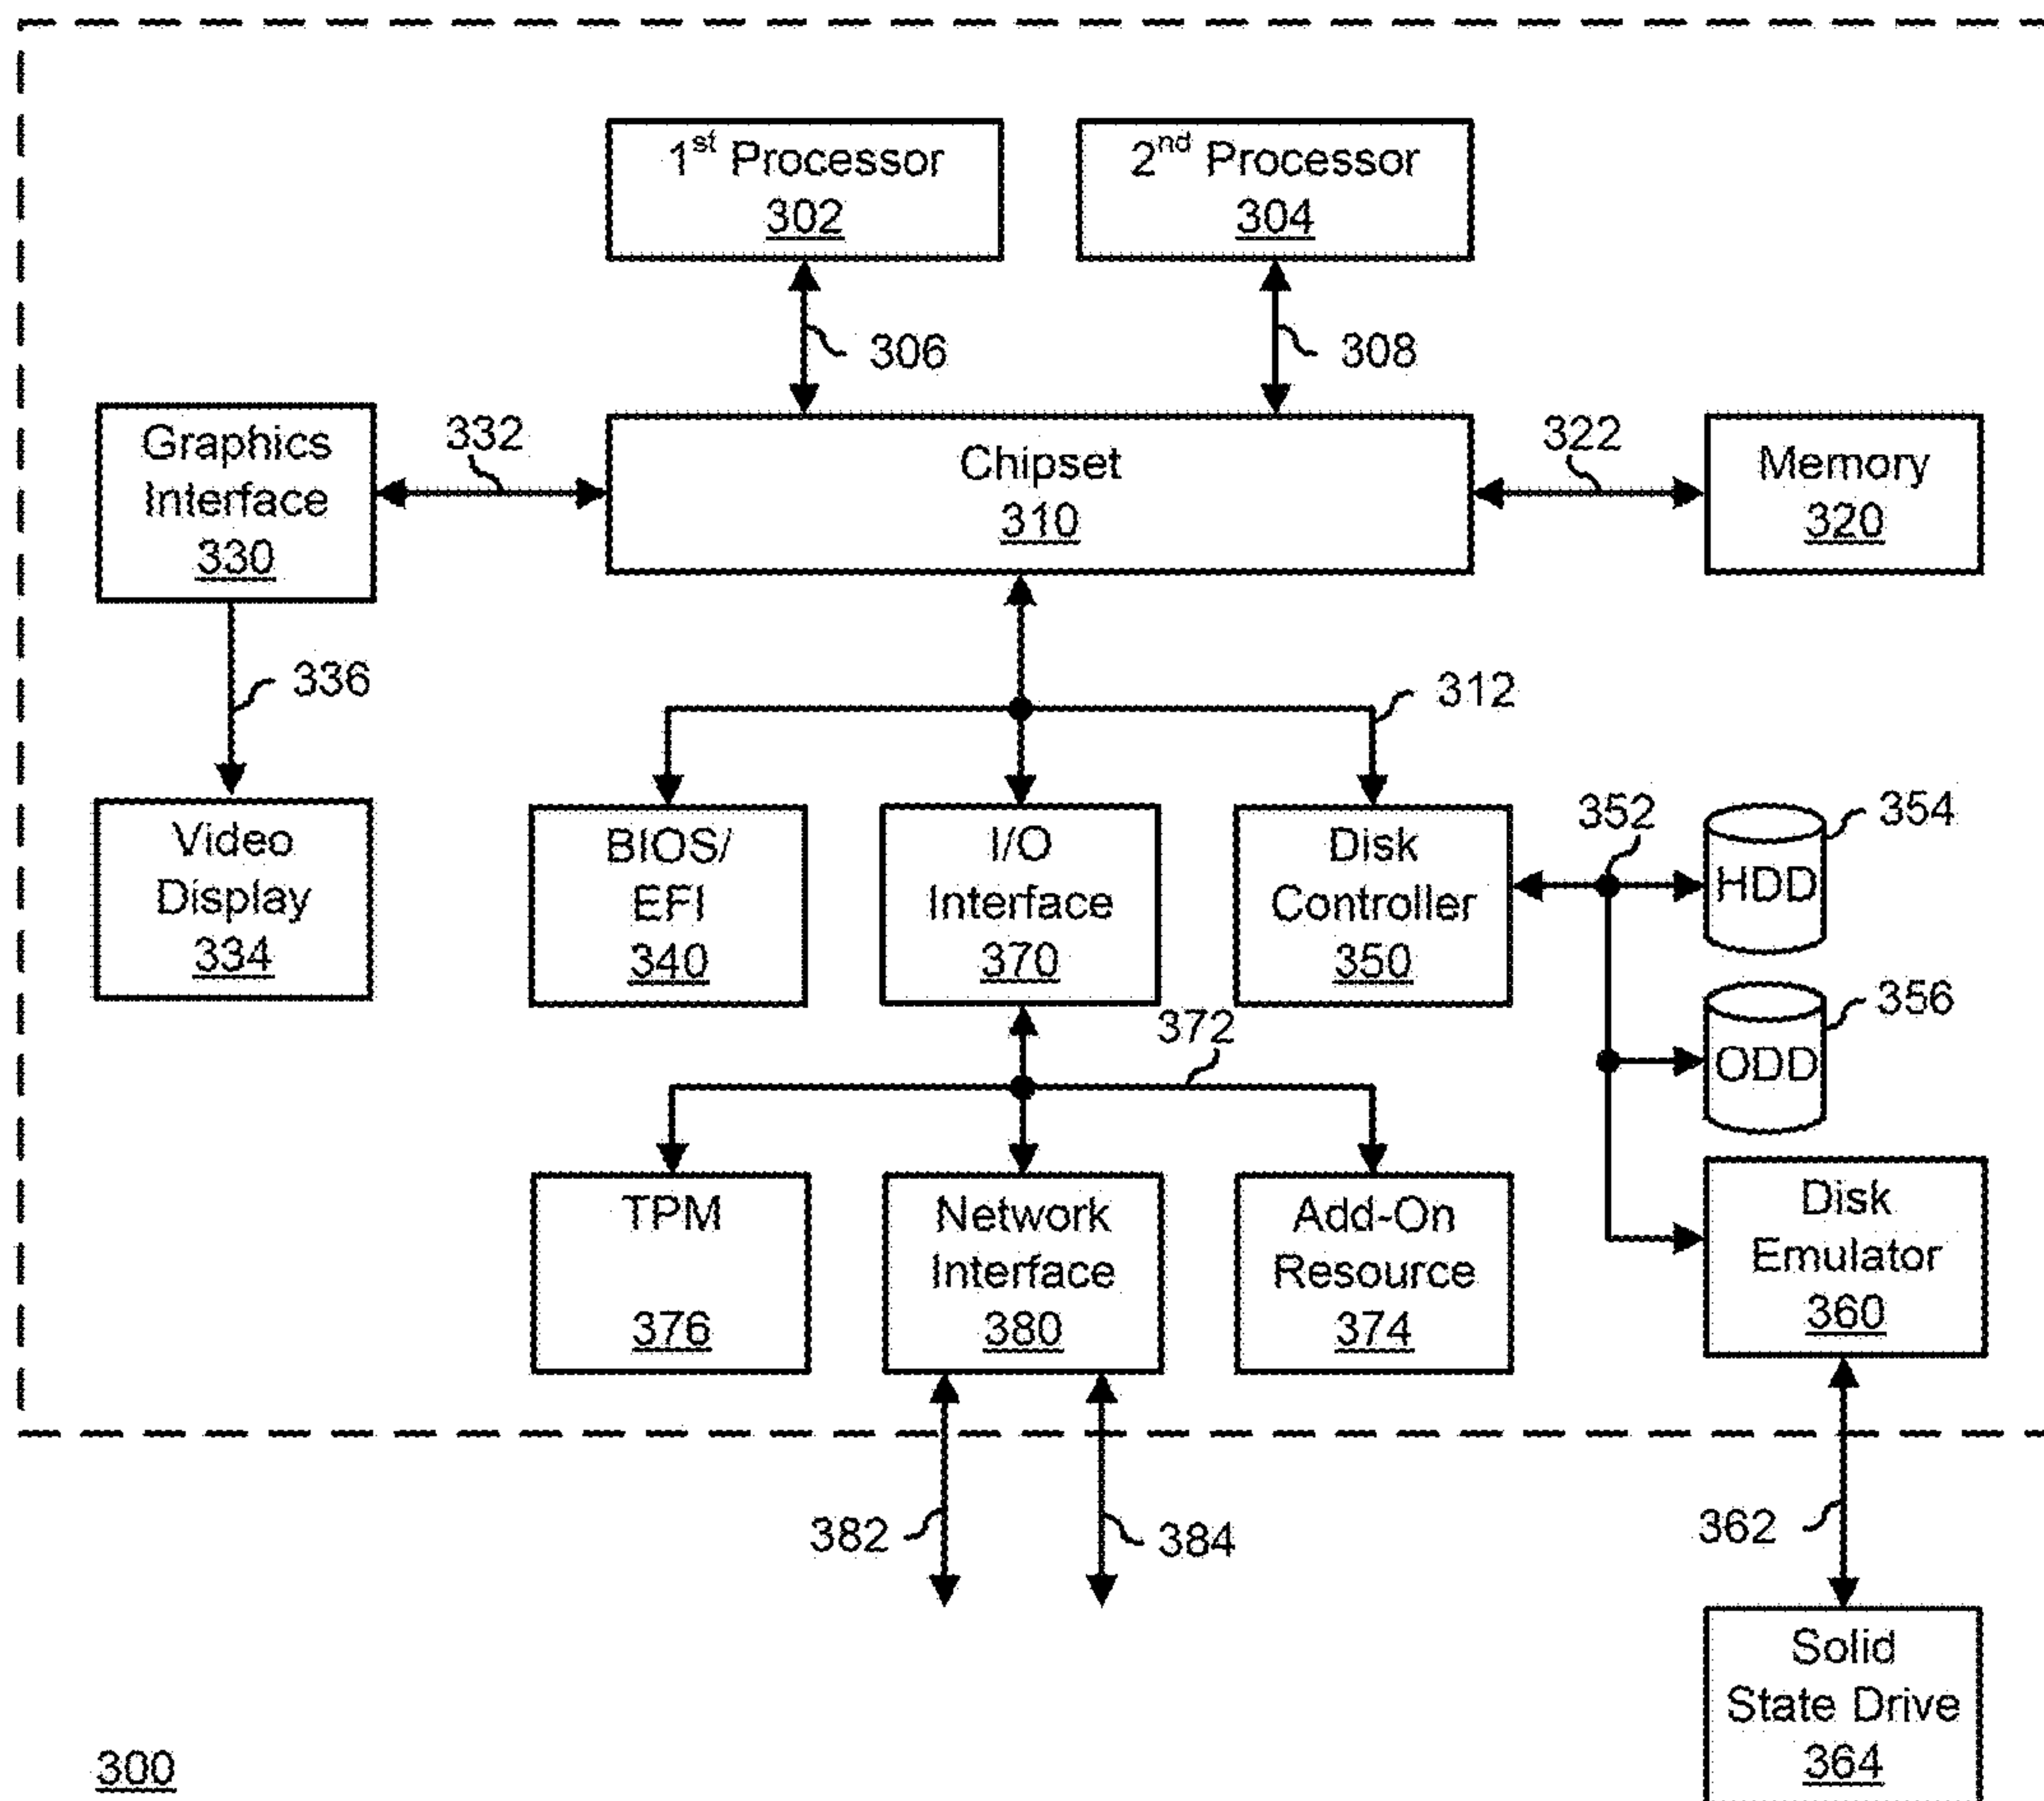 1st Processor
302
2nd Processor
304
306
308
Graphics
Interface
330
332
Chipset
310
322
Memory
320
336
312
Video
Display
334
BIOS/
EFI
340
I/O
Interface
370
Disk
Controller
350
352
354
HDD
356
ODD
372
TPM
376
Network
Interface
380
Add-On
Resource
374
Disk
Emulator
360
382
384
362
Solid
State Drive
364
300